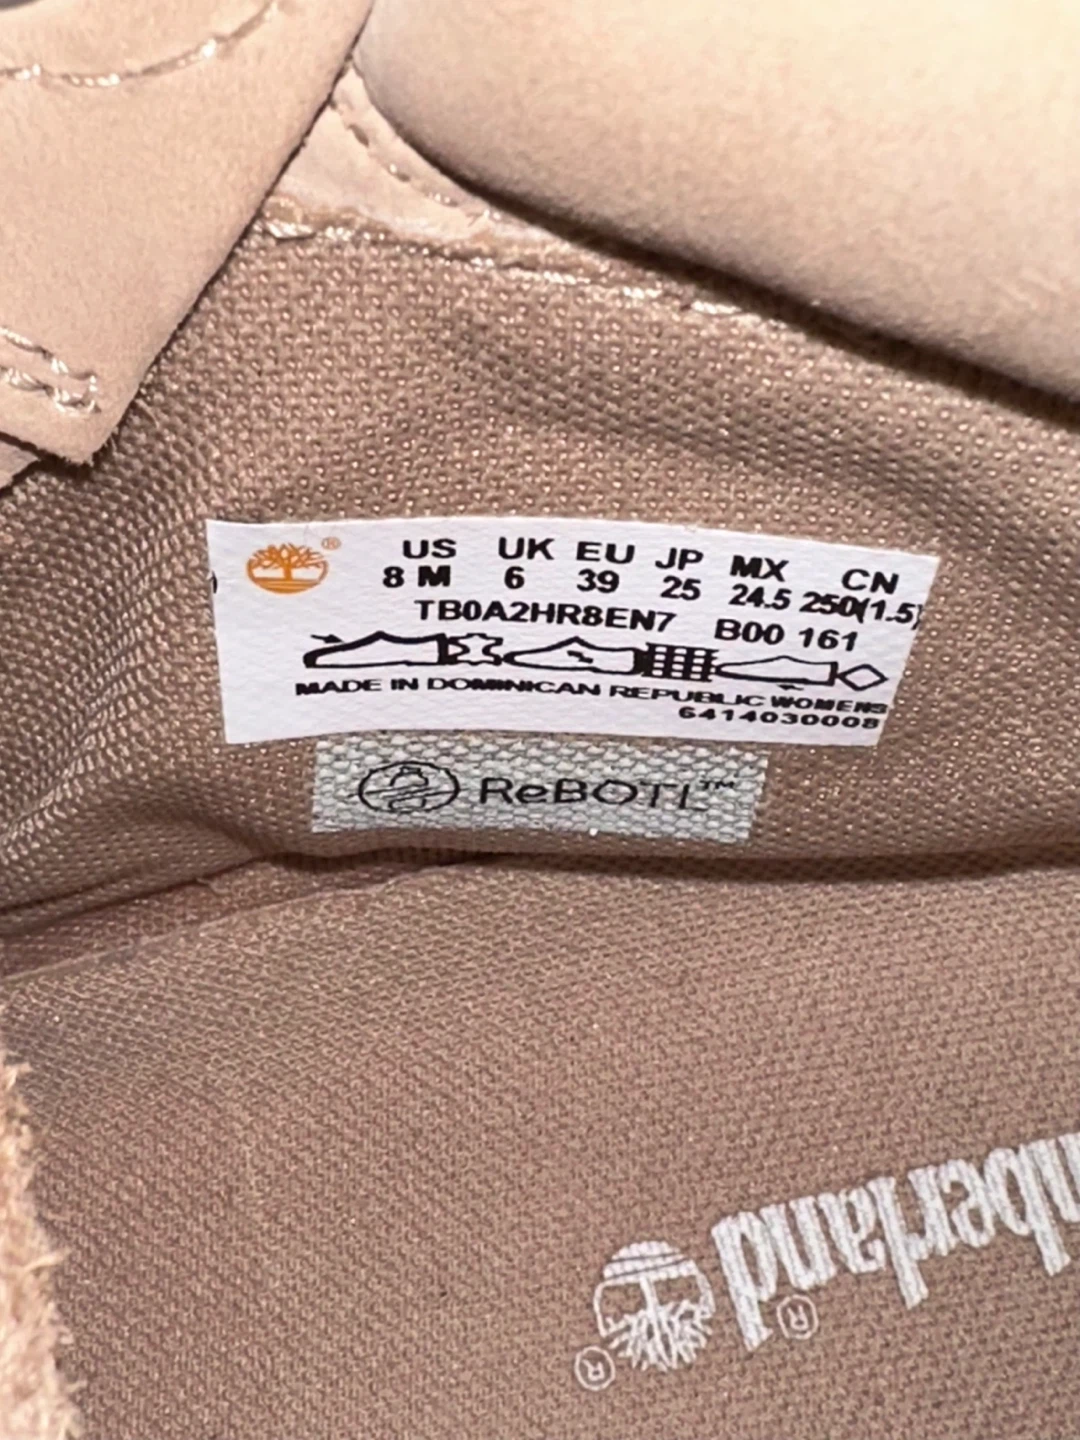 ® US UK EU JP MX CN
8 M 6 39 25 24.5 250(1.5)
TB0A2HR8EN7 B00 161
MADE IN DOMINICAN REPUBLIC WOMENS
6414030008
ReBOTL™
mberland®
®